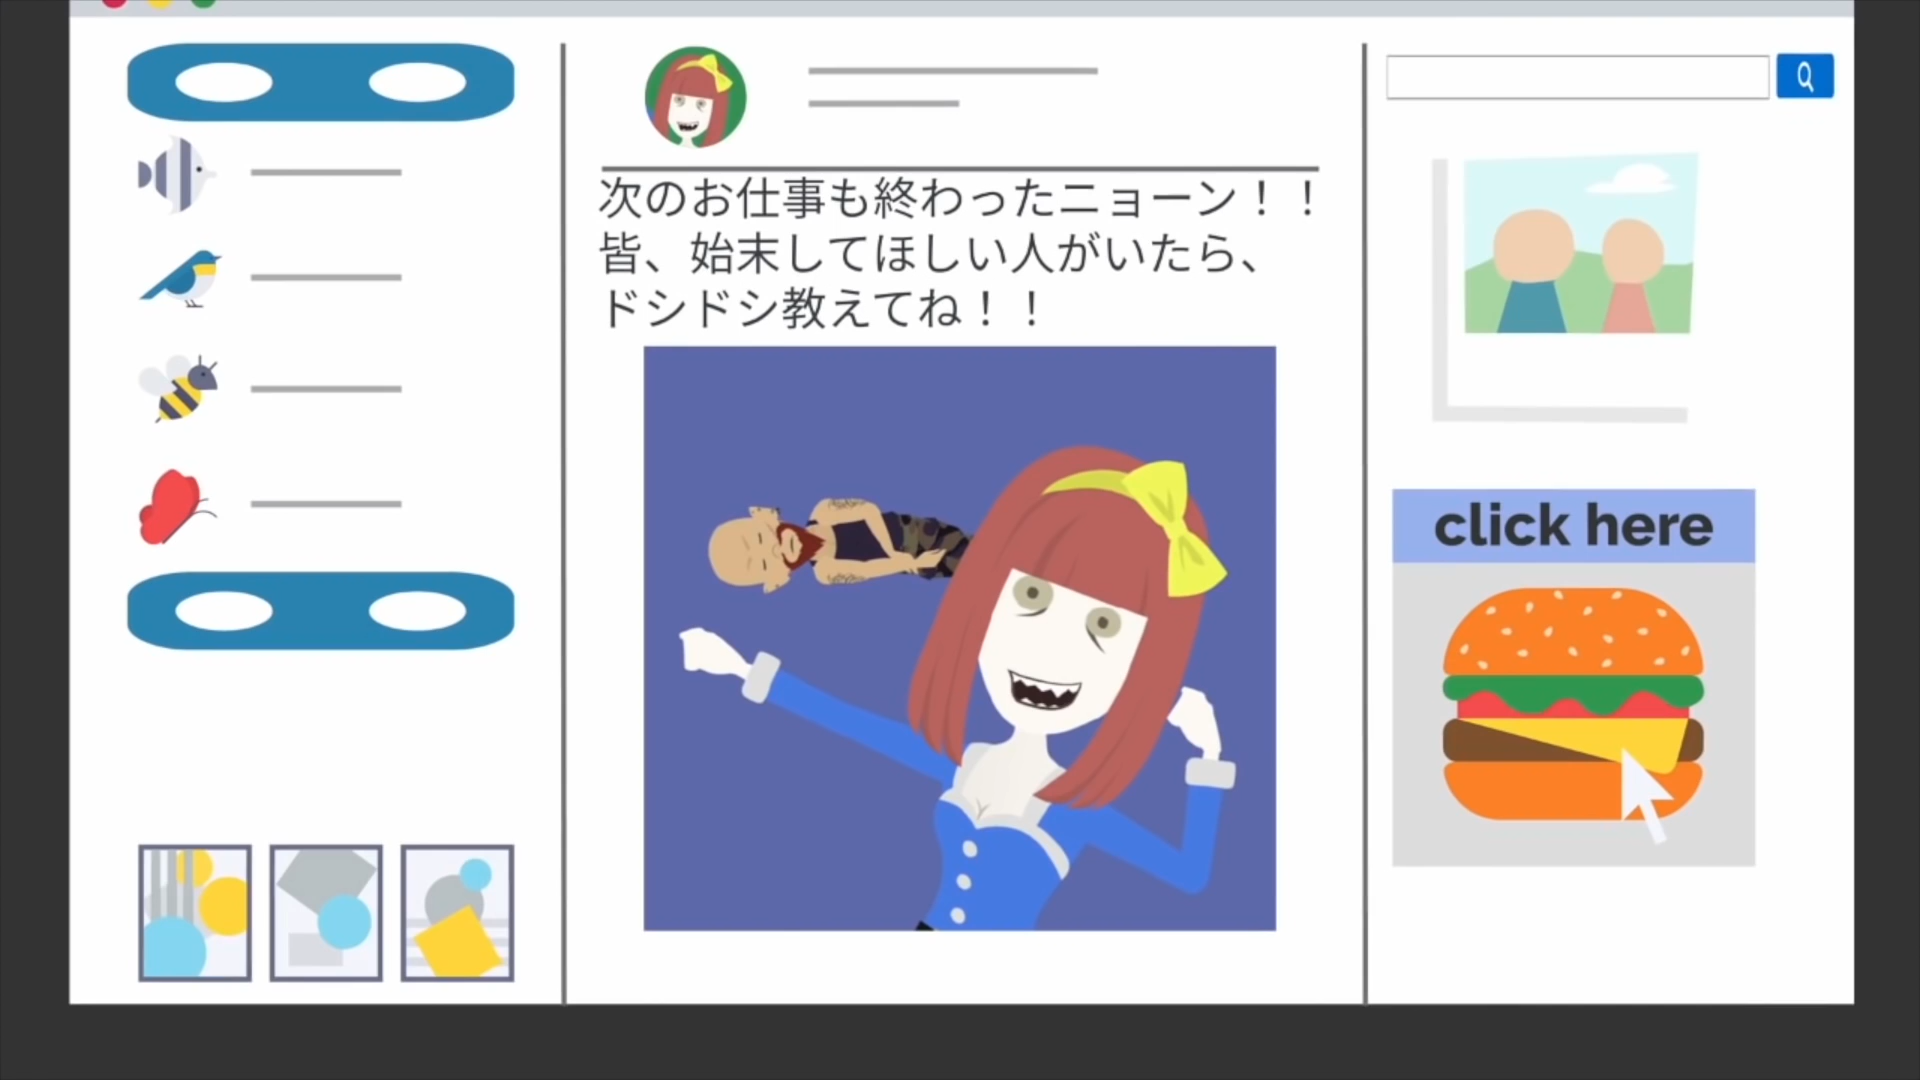 次のお仕事も終わったニョーン！！
皆、始末してほしい人がいたら、
ドシドシ教えてね！！
click here